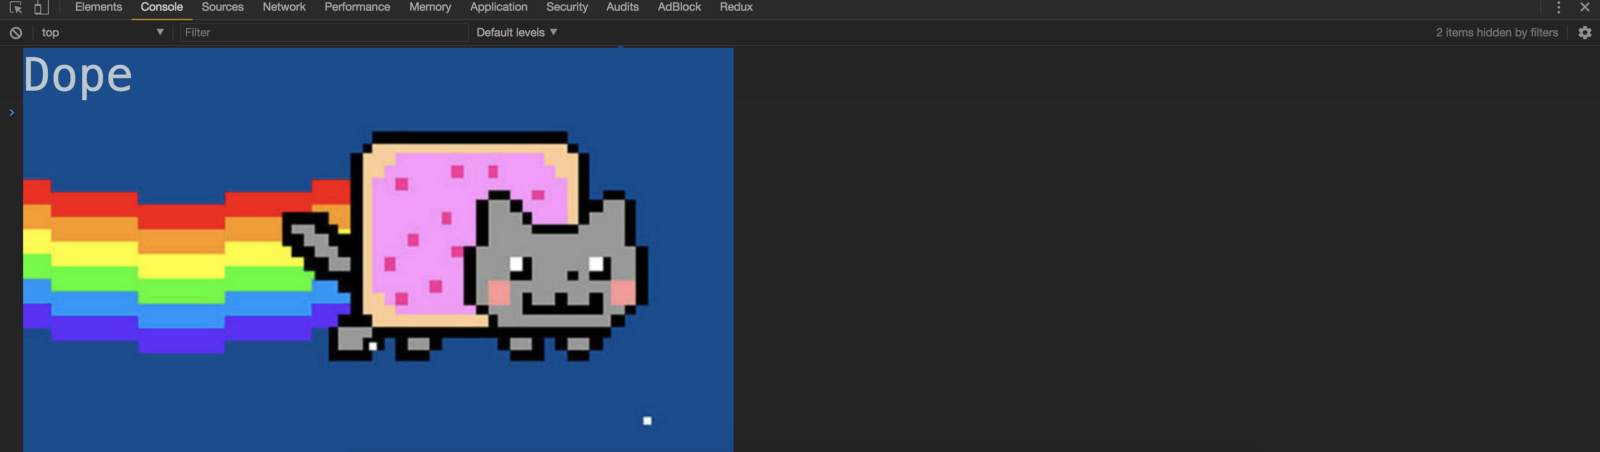 Elements Console Sources Network Performance Memory Application Security Audits AdBlock Redux
top Filter Default levels 2 items hidden by filters
Dope